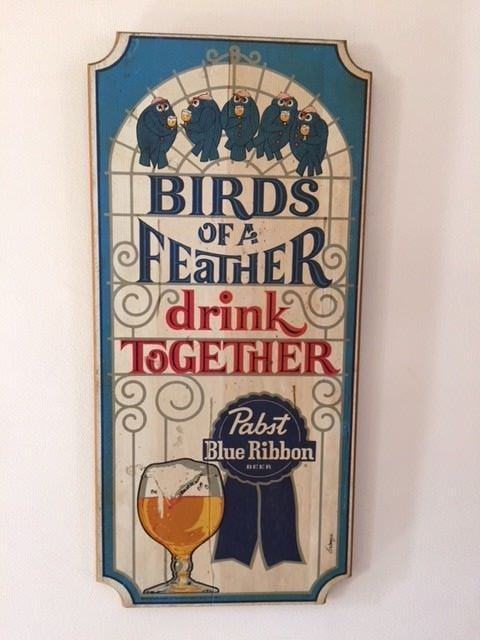 BIRDS
OF A
FEaTHER
drink
ToGETHER
Pabst
Blue Ribbon
BEER